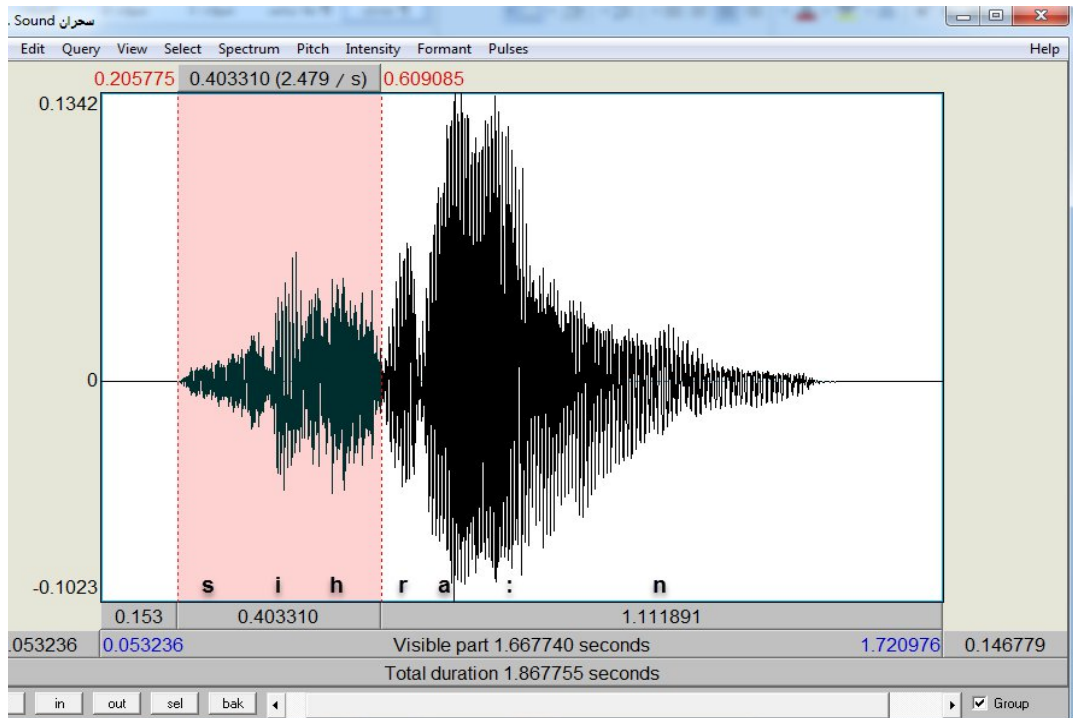 . Sound سحران
Edit Query View Select Spectrum Pitch Intensity Formant Pulses Help
0.205775 0.403310 (2.479 / s) 0.609085
0.1342
0
-0.1023
s i h r a : n
0.153 0.403310 1.111891
.053236 0.053236 Visible part 1.667740 seconds 1.720976 0.146779
Total duration 1.867755 seconds
in out sel bak Group